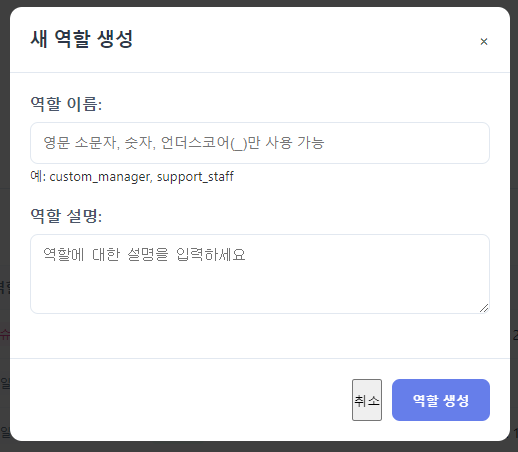 새 역할 생성
×
역할 이름:
영문 소문자, 숫자, 언더스코어(_)만 사용 가능
예: custom_manager, support_staff
역할 설명:
역할에 대한 설명을 입력하세요
취소
역할 생성